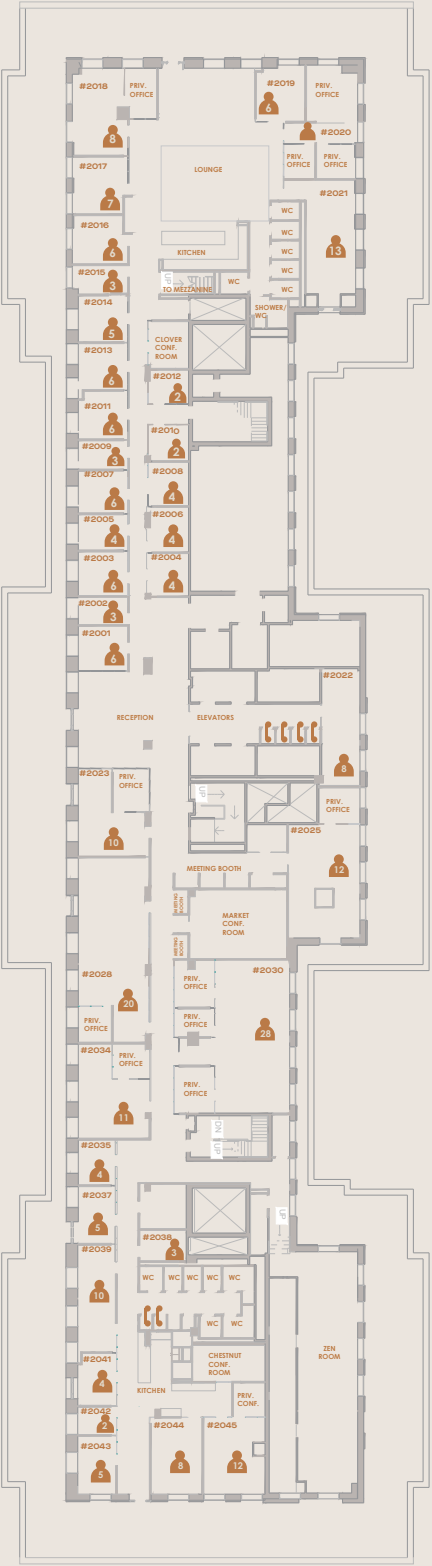 #2018
PRIV.
OFFICE
8
#2019
6
PRIV.
OFFICE
#2020
PRIV.
OFFICE
PRIV.
OFFICE
#2017
7
LOUNGE
#2021
13
#2016
6
WC
WC
WC
WC
WC
KITCHEN
#2015
3
UP
TO MEZZANINE
WC
#2014
5
SHOWER/
WC
CLOVER
CONF.
ROOM
#2013
6
#2012
2
#2011
6
#2010
2
#2009
3
#2008
4
#2007
6
#2006
4
#2005
4
#2004
4
#2003
6
#2002
3
#2001
6
#2022
8
RECEPTION
ELEVATORS
#2023
PRIV.
OFFICE
10
UP
PRIV.
OFFICE
#2025
12
MEETING BOOTH
MEETING
BOOTH
MARKET
CONF.
ROOM
MEETING
BOOTH
#2028
20
PRIV.
OFFICE
#2030
PRIV.
OFFICE
PRIV.
OFFICE
28
#2034
PRIV.
OFFICE
11
PRIV.
OFFICE
DN
UP
#2035
4
#2037
5
UP
#2038
3
#2039
10
WC
WC
WC
WC
WC
WC
WC
#2041
4
CHESTNUT
CONF.
ROOM
ZEN
ROOM
KITCHEN
PRIV.
CONF.
#2042
2
#2043
5
#2044
8
#2045
12